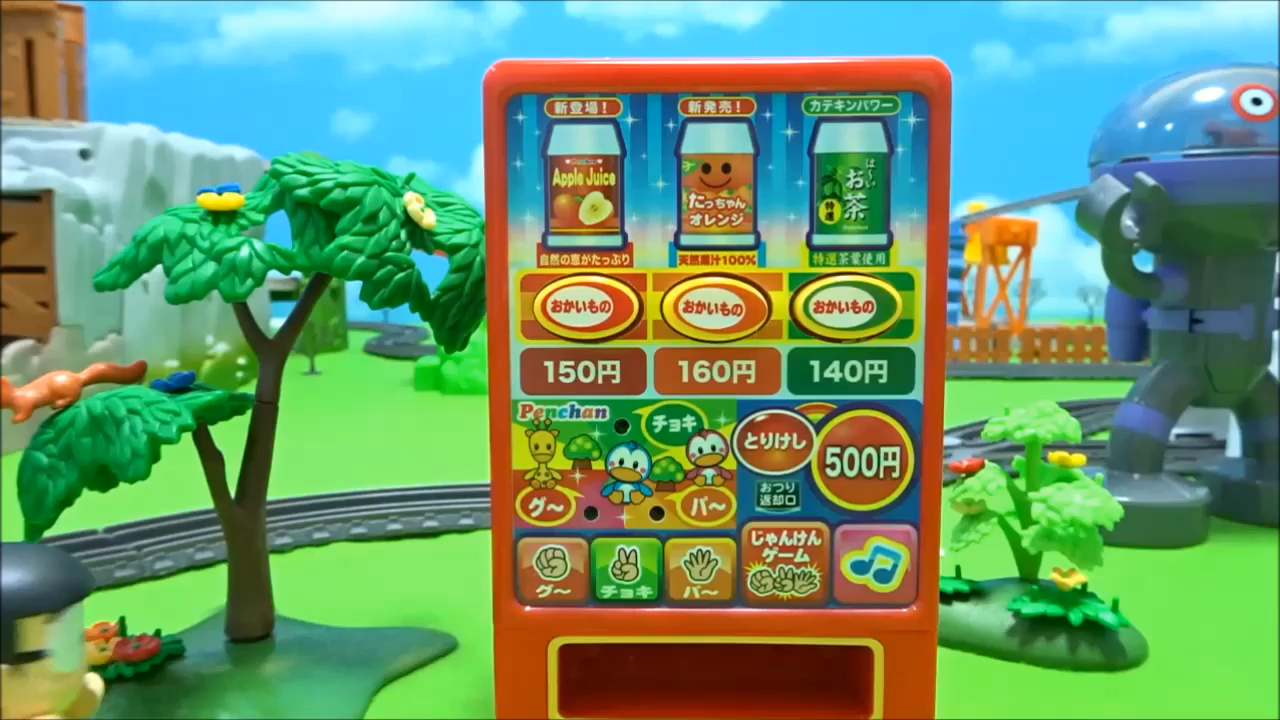 新登場！
新発売！
カテキンパワー
Penchan
Apple Juice
たっちゃん
オレンジ
は〜い
お茶
特選
自然の恵がたっぷり
天然果汁100%
特選茶葉使用
おかいもの
おかいもの
おかいもの
150円
160円
140円
Penchan
チョキ
グ〜
パ〜
とりけし
500円
おつり
返却口
グ〜
チョキ
パ〜
じゃんけん
ゲーム